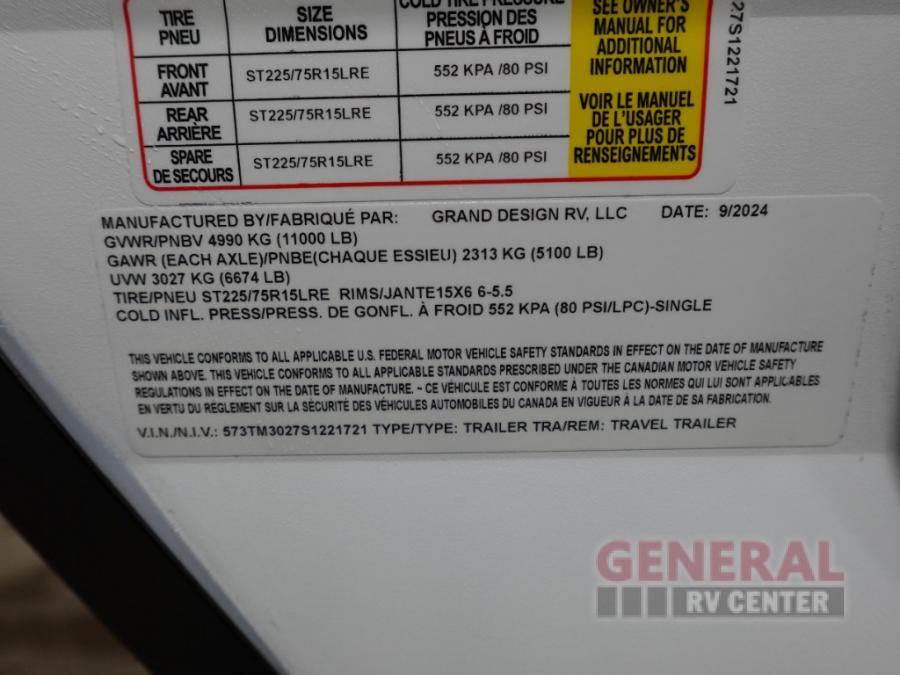 TIRE SIZE COLD TIRE PRESSURE SEE OWNER'S
PNEU DIMENSIONS PRESSION DES MANUAL FOR
PNEUS À FROID ADDITIONAL
INFORMATION
FRONT ST225/75R15LRE 552 KPA /80 PSI
AVANT
REAR ST225/75R15LRE 552 KPA /80 PSI
ARRIÈRE
SPARE ST225/75R15LRE 552 KPA /80 PSI
DE SECOURS
VOIR LE MANUEL
DE L'USAGER
POUR PLUS DE
RENSEIGNEMENTS
27S1221721
MANUFACTURED BY/FABRIQUÉ PAR: GRAND DESIGN RV, LLC DATE: 9/2024
GVWR/PNBV 4990 KG (11000 LB)
GAWR (EACH AXLE)/PNBE(CHAQUE ESSIEU) 2313 KG (5100 LB)
UVW 3027 KG (6674 LB)
TIRE/PNEU ST225/75R15LRE RIMS/JANTE15X6 6-5.5
COLD INFL. PRESS/PRESS. DE GONFL. À FROID 552 KPA (80 PSI/LPC)-SINGLE
THIS VEHICLE CONFORMS TO ALL APPLICABLE U.S. FEDERAL MOTOR VEHICLE SAFETY STANDARDS IN EFFECT ON THE DATE OF MANUFACTURE
SHOWN ABOVE. THIS VEHICLE CONFORMS TO ALL APPLICABLE STANDARDS PRESCRIBED UNDER THE CANADIAN MOTOR VEHICLE SAFETY
REGULATIONS IN EFFECT ON THE DATE OF MANUFACTURE. - CE VÉHICULE EST CONFORME À TOUTES LES NORMES QUI LUI SONT APPLICABLES
EN VERTU DU RÈGLEMENT SUR LA SÉCURITÉ DES VÉHICULES AUTOMOBILES DU CANADA EN VIGUEUR À LA DATE DE SA FABRICATION.
V.I.N./N.I.V.: 573TM3027S1221721 TYPE/TYPE: TRAILER TRA/REM: TRAVEL TRAILER
GENERAL
RV CENTER